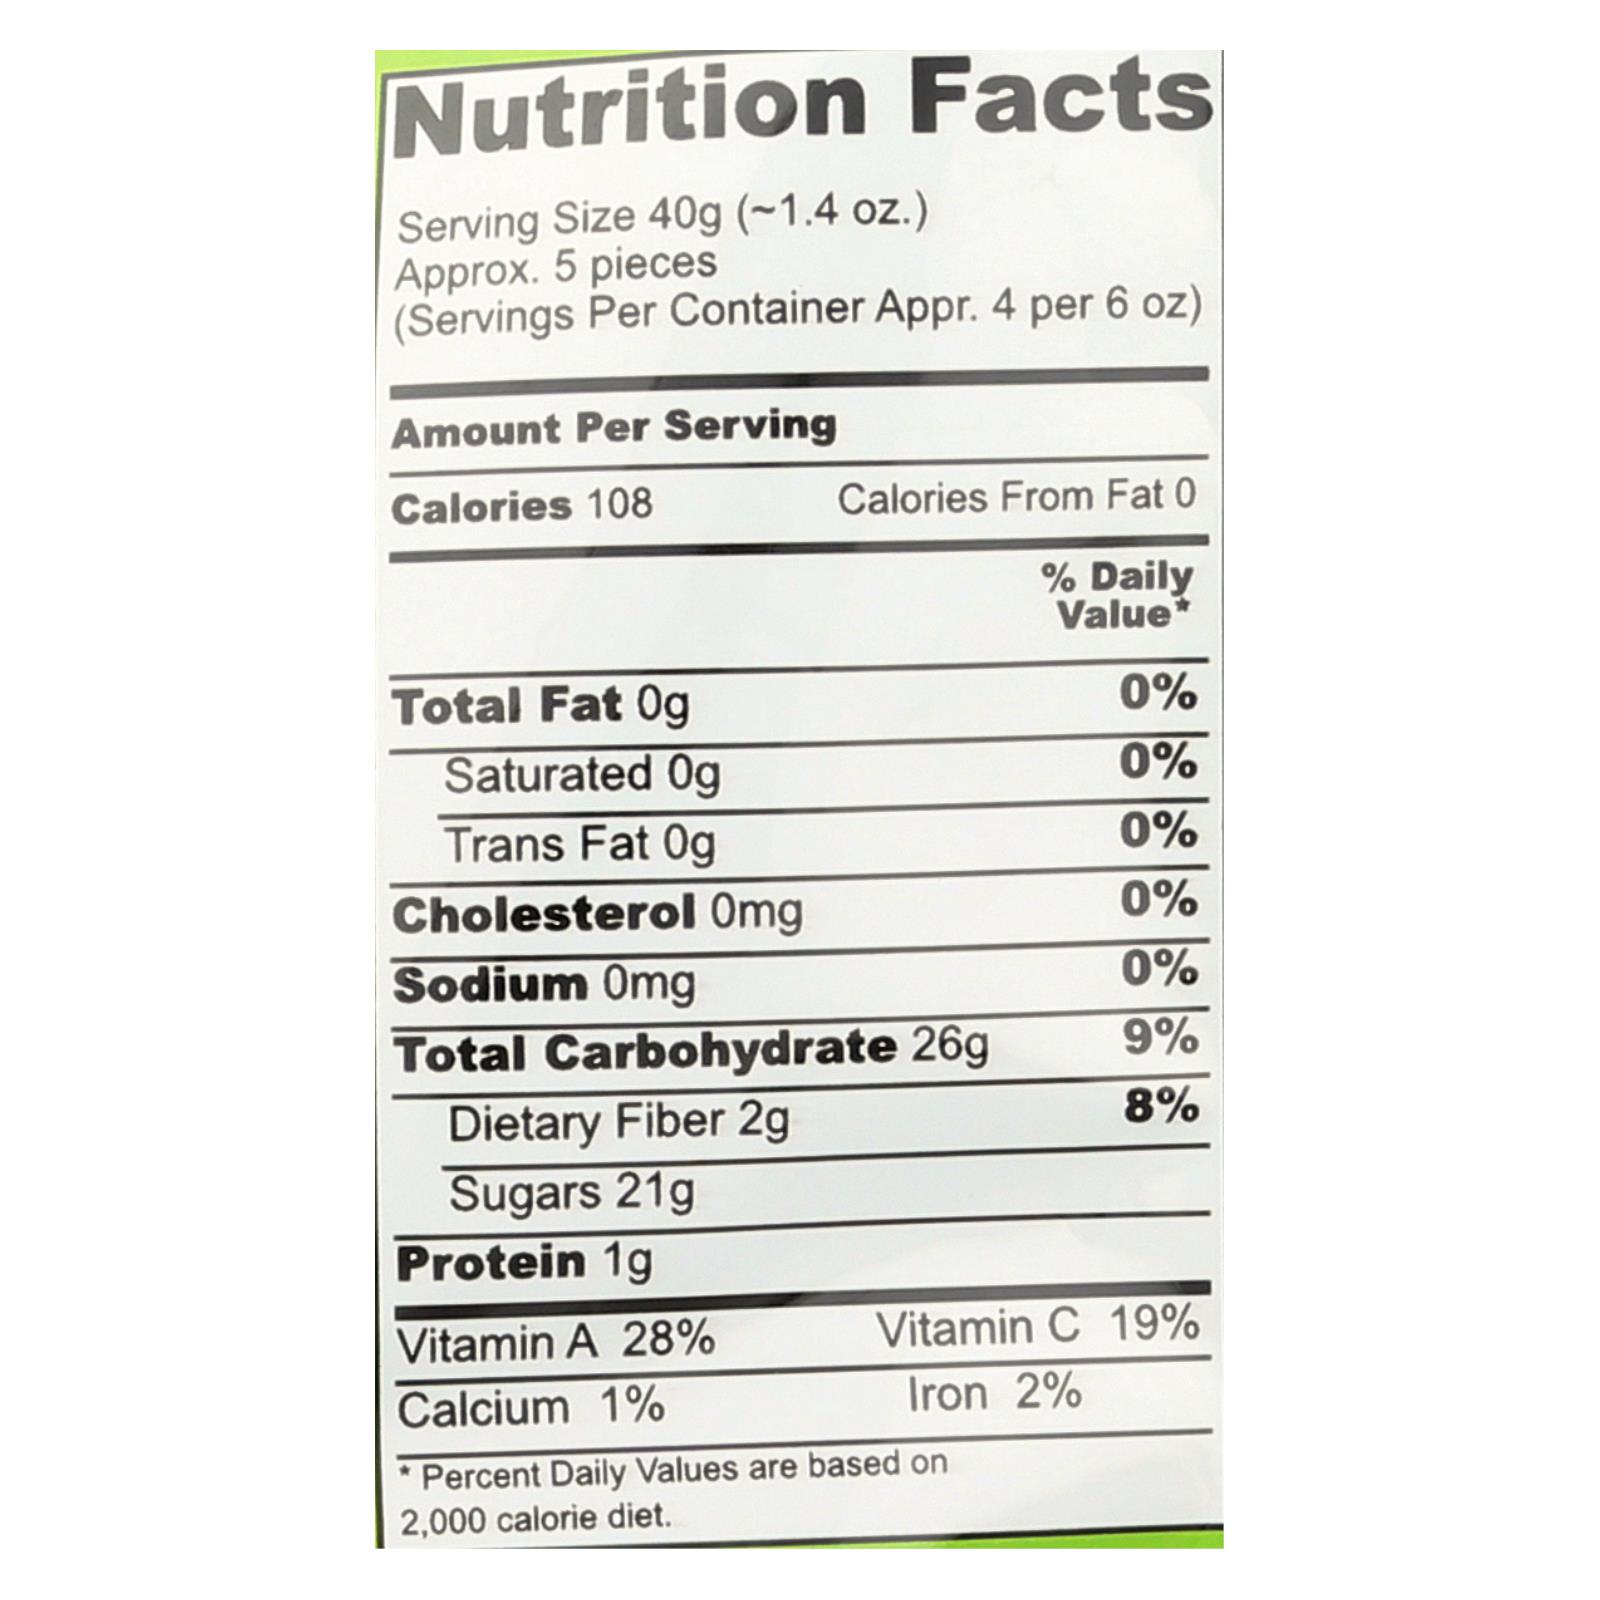 Nutrition Facts
Serving Size 40g (~1.4 oz.)
Approx. 5 pieces
(Servings Per Container Appr. 4 per 6 oz)
Amount Per Serving
Calories 108 Calories From Fat 0
% Daily
Value*
Total Fat 0g 0%
Saturated 0g 0%
Trans Fat 0g 0%
Cholesterol 0mg 0%
Sodium 0mg 0%
Total Carbohydrate 26g 9%
Dietary Fiber 2g 8%
Sugars 21g
Protein 1g
Vitamin A 28% Vitamin C 19%
Calcium 1% Iron 2%
* Percent Daily Values are based on
2,000 calorie diet.